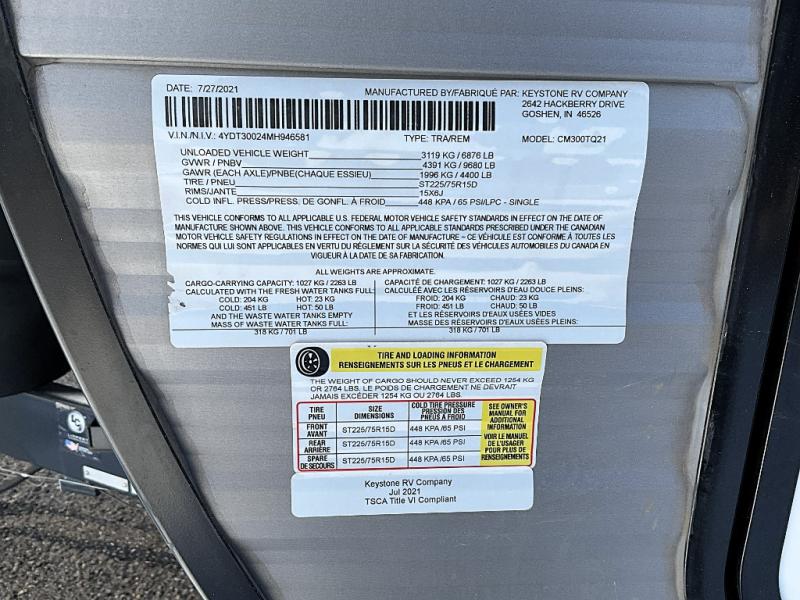 DATE: 7/27/2021
MANUFACTURED BY/FABRIQUÉ PAR: KEYSTONE RV COMPANY
2642 HACKBERRY DRIVE
GOSHEN, IN 46526
V.I.N./N.I.V.: 4YDT30024MH946581 TYPE: TRA/REM MODEL: CM300TQ21
UNLOADED VEHICLE WEIGHT 3119 KG / 6876 LB
GVWR / PNBV 4391 KG / 9680 LB
GAWR (EACH AXLE)/PNBE(CHAQUE ESSIEU) 1996 KG / 4400 LB
TIRE / PNEU ST225/75R15D
RIMS/JANTE 15X6J
COLD INFL. PRESS/PRESS. DE GONFL. À FROID 448 KPA / 65 PSI/LPC - SINGLE
THIS VEHICLE CONFORMS TO ALL APPLICABLE U.S. FEDERAL MOTOR VEHICLE SAFETY STANDARDS IN EFFECT ON THE DATE OF
MANUFACTURE SHOWN ABOVE. THIS VEHICLE CONFORMS TO ALL APPLICABLE STANDARDS PRESCRIBED UNDER THE CANADIAN
MOTOR VEHICLE SAFETY REGULATIONS IN EFFECT ON THE DATE OF MANUFACTURE – CE VÉHICULE EST CONFORME À TOUTES LES
NORMES QUI LUI SONT APPLICABLES EN VERTU DU RÈGLEMENT SUR LA SÉCURITÉ DES VÉHICULES AUTOMOBILES DU CANADA EN
VIGUEUR À LA DATE DE SA FABRICATION.
ALL WEIGHTS ARE APPROXIMATE.
CARGO-CARRYING CAPACITY: 1027 KG / 2263 LB
CALCULATED WITH THE FRESH WATER TANKS FULL:
COLD: 204 KG HOT: 23 KG
COLD: 451 LB HOT: 50 LB
AND THE WASTE WATER TANKS EMPTY
MASS OF WASTE WATER TANKS FULL:
318 KG / 701 LB
CAPACITÉ DE CHARGEMENT: 1027 KG / 2263 LB
CALCULÉE AVEC LES RÉSERVOIRS D'EAU DOUCE PLEINS:
FROID: 204 KG CHAUD: 23 KG
FROID: 451 LB CHAUD: 50 LB
ET LES RÉSERVOIRS D'EAUX USÉES VIDES
MASSE DES RÉSERVOIRS D'EAUX USÉES PLEINS:
318 KG / 701 LB
TIRE AND LOADING INFORMATION
RENSEIGNEMENTS SUR LES PNEUS ET LE CHARGEMENT
THE WEIGHT OF CARGO SHOULD NEVER EXCEED 1254 KG
OR 2764 LBS. LE POIDS DE CHARGEMENT NE DEVRAIT
JAMAIS EXCÉDER 1254 KG OU 2764 LBS.
TIRE
PNEU
SIZE
DIMENSIONS
COLD TIRE PRESSURE
PRESSION DES
PNEUS À FROID
FRONT
AVANT
ST225/75R15D 448 KPA /65 PSI
REAR
ARRIÈRE
ST225/75R15D 448 KPA /65 PSI
SPARE
DE SECOURS
ST225/75R15D 448 KPA /65 PSI
SEE OWNER'S
MANUAL FOR
ADDITIONAL
INFORMATION
VOIR LE MANUEL
DE L'USAGER
POUR PLUS DE
RENSEIGNEMENTS
Keystone RV Company
Jul 2021
TSCA Title VI Compliant